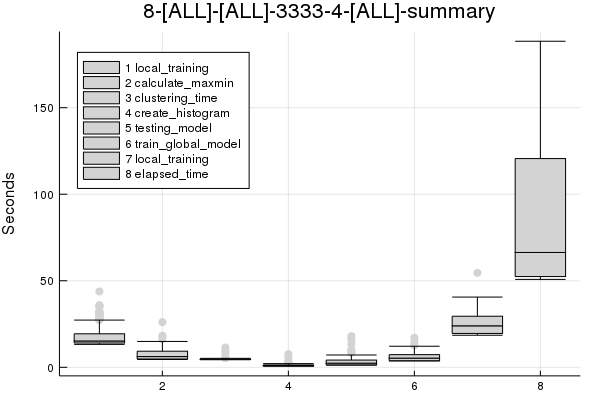 8-[ALL]-[ALL]-3333-4-[ALL]-summary
1 local_training
2 calculate_maxmin
3 clustering_time
4 create_histogram
5 testing_model
6 train_global_model
7 local_training
8 elapsed_time
Seconds
150
100
50
0
2 4 6 8